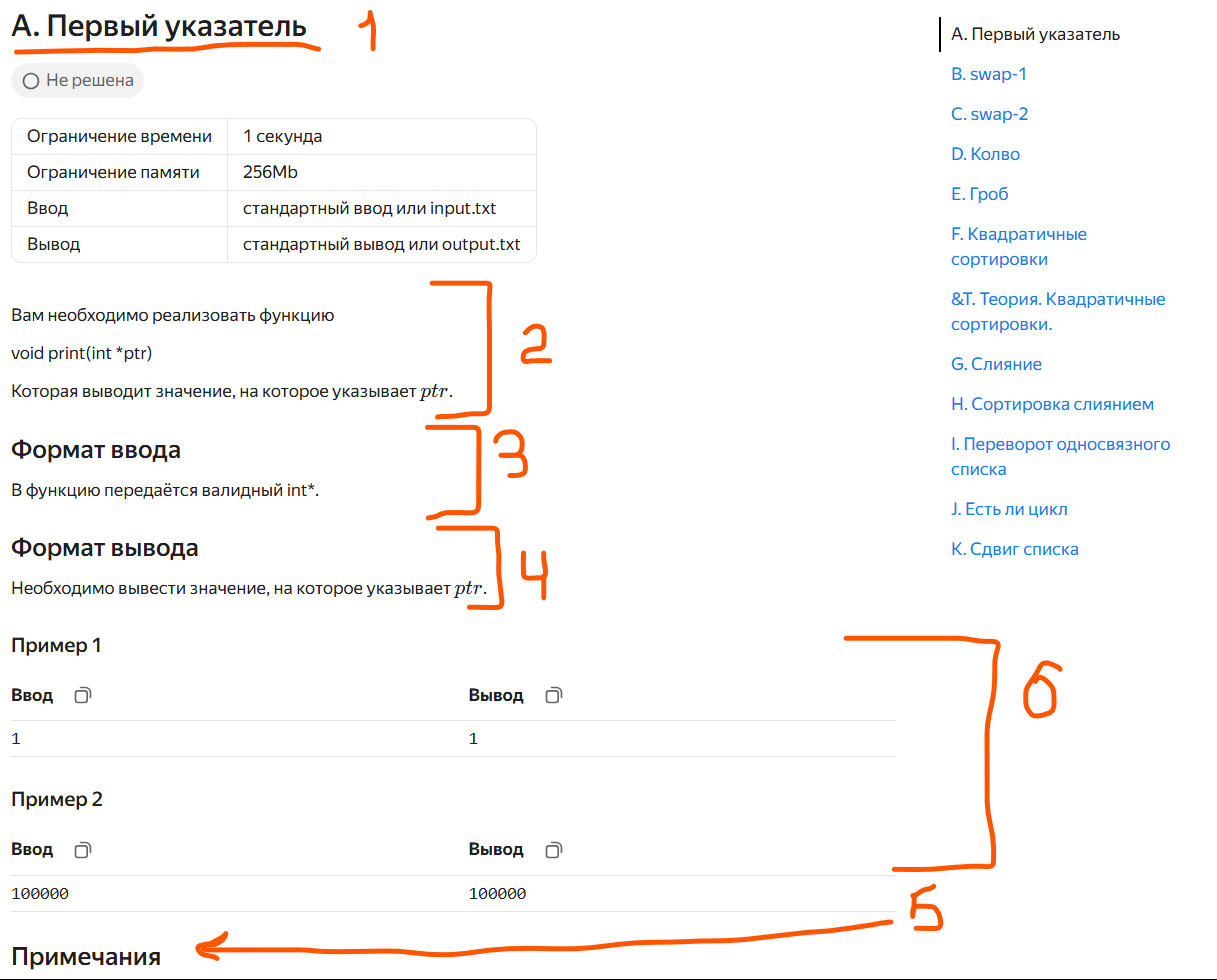 А. Первый указатель 1
Не решена
Ограничение времени 1 секунда
Ограничение памяти 256Mb
Ввод стандартный ввод или input.txt
Вывод стандартный вывод или output.txt
Вам необходимо реализовать функцию
void print(int *ptr)
Которая выводит значение, на которое указывает ptr.
2
Формат ввода
В функцию передаётся валидный int*.
3
Формат вывода
Необходимо вывести значение, на которое указывает ptr.
4
Пример 1
Ввод Вывод
1 1
Пример 2
Ввод Вывод
100000 100000
6
5
Примечания
А. Первый указатель
B. swap-1
C. swap-2
D. Колво
E. Гроб
F. Квадратичные
сортировки
&T. Теория. Квадратичные
сортировки.
G. Слияние
H. Сортировка слиянием
I. Переворот односвязного
списка
J. Есть ли цикл
K. Сдвиг списка